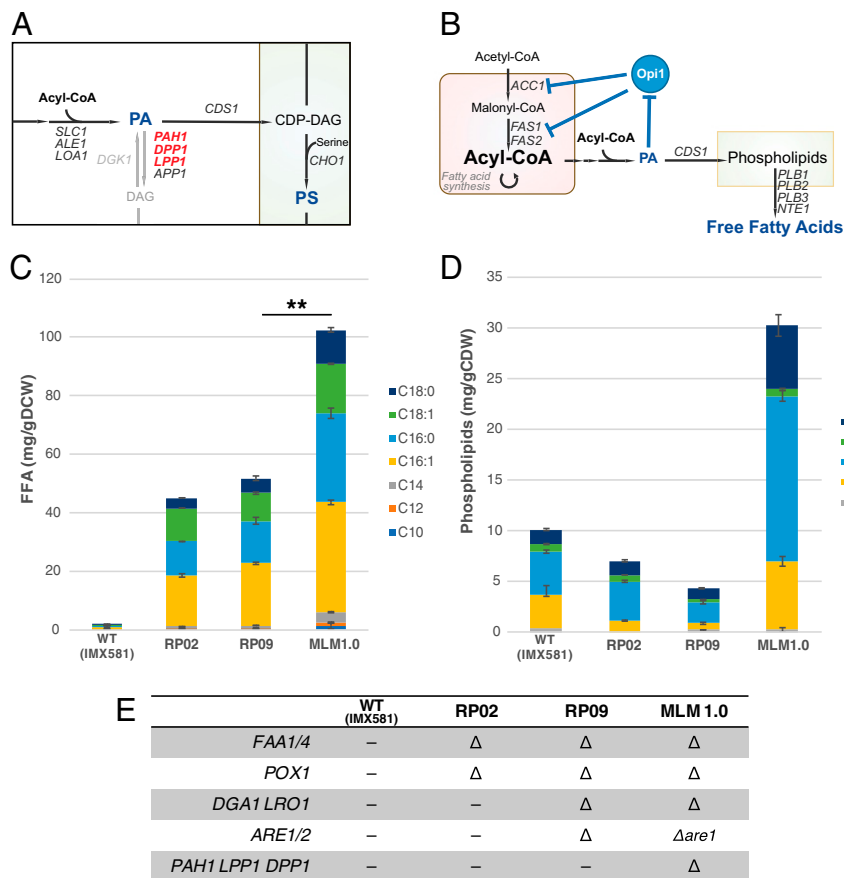 A
Acyl-CoA
PA
CDS1
CDP-DAG
SLC1
ALE1
LOA1
DGK1
PAH1
DPP1
LPP1
APP1
DAG
Serine
CHO1
PS
B
Acetyl-CoA
ACC1
Opi1
Malonyl-CoA
FAS1
FAS2
Acyl-CoA
Fatty acid
synthesis
Acyl-CoA
PA
CDS1
Phospholipids
PLB1
PLB2
PLB3
NTE1
Free Fatty Acids
C
FFA (mg/gDCW)
120
100
80
60
40
20
0
**
WT
(IMX581)
RP02
RP09
MLM1.0
C18:0
C18:1
C16:0
C16:1
C14
C12
C10
D
Phospholipids (mg/gCDW)
35
30
25
20
15
10
5
0
WT
(IMX581)
RP02
RP09
MLM1.0
E
WT (IMX581) RP02 RP09 MLM 1.0
FAA1/4 – Δ Δ Δ
POX1 – Δ Δ Δ
DGA1 LRO1 – – Δ Δ
ARE1/2 – – Δ Δare1
PAH1 LPP1 DPP1 – – – Δ